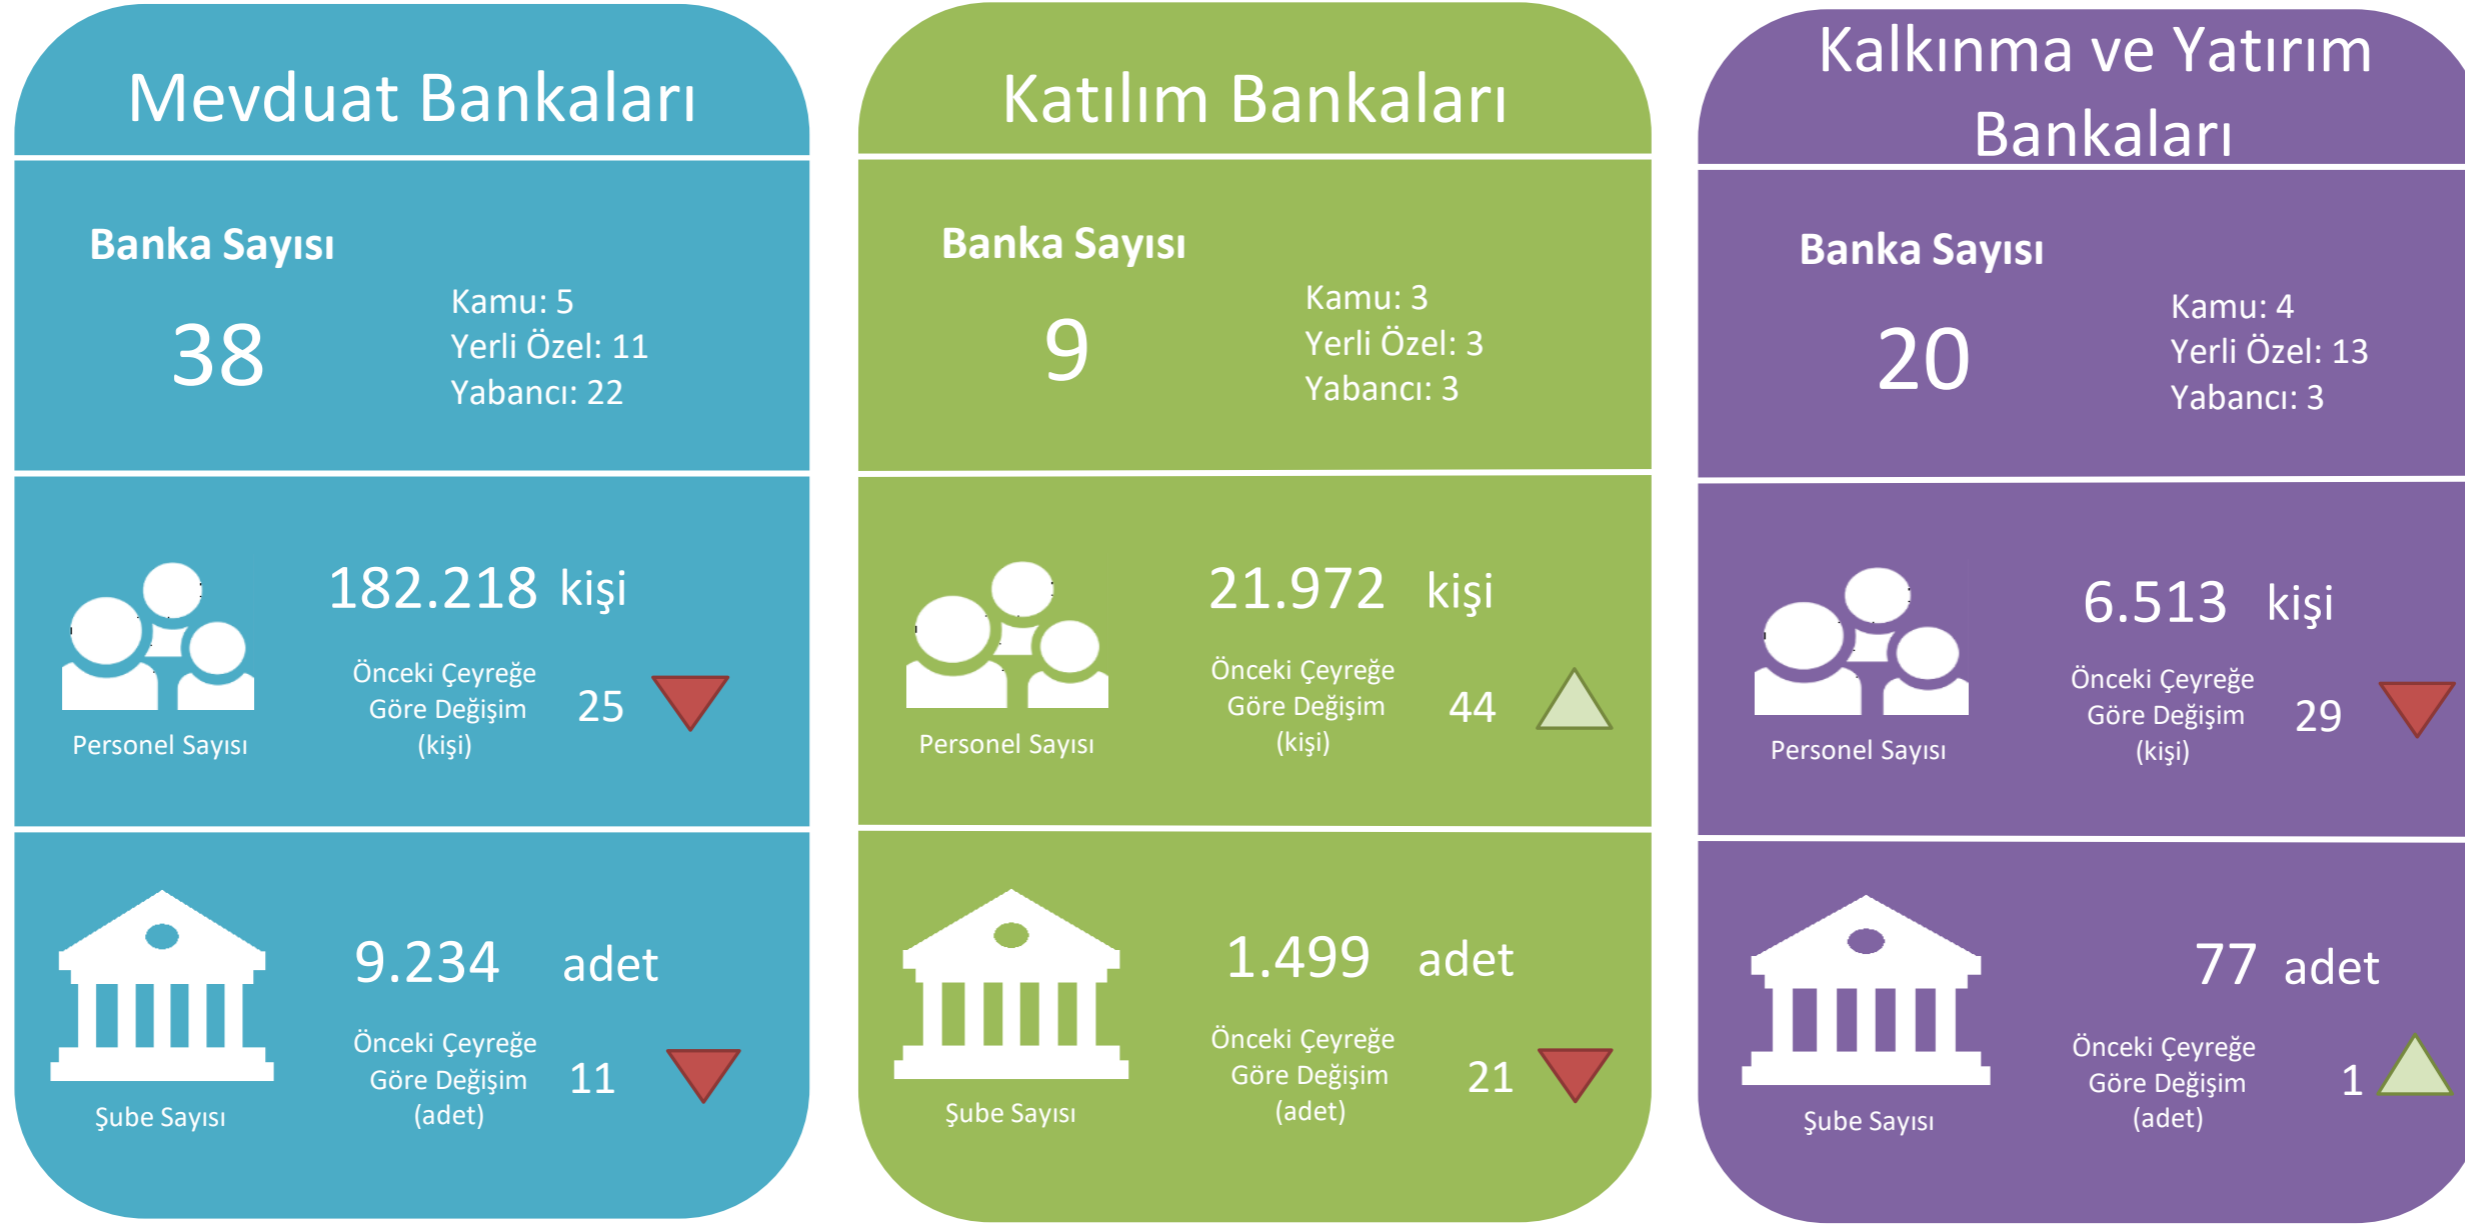 Mevduat Bankaları
Banka Sayısı
38
Kamu: 5
Yerli Özel: 11
Yabancı: 22
182.218 kişi
Önceki Çeyreğe
Göre Değişim
(kişi)
25
Personel Sayısı
9.234 adet
Önceki Çeyreğe
Göre Değişim
(adet)
11
Şube Sayısı
Katılım Bankaları
Banka Sayısı
9
Kamu: 3
Yerli Özel: 3
Yabancı: 3
21.972 kişi
Önceki Çeyreğe
Göre Değişim
(kişi)
44
Personel Sayısı
1.499 adet
Önceki Çeyreğe
Göre Değişim
(adet)
21
Şube Sayısı
Kalkınma ve Yatırım
Bankaları
Banka Sayısı
20
Kamu: 4
Yerli Özel: 13
Yabancı: 3
6.513 kişi
Önceki Çeyreğe
Göre Değişim
(kişi)
29
Personel Sayısı
77 adet
Önceki Çeyreğe
Göre Değişim
(adet)
1
Şube Sayısı